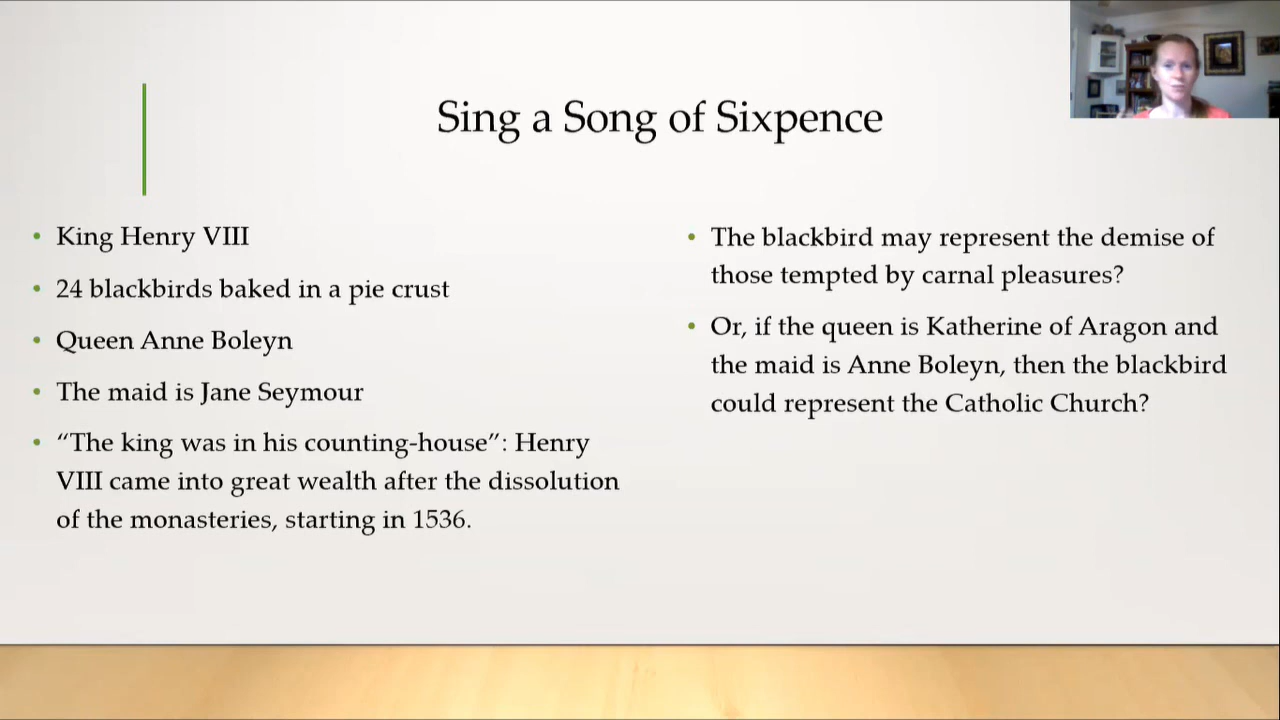 Sing a Song of Sixpence
• King Henry VIII
• 24 blackbirds baked in a pie crust
• Queen Anne Boleyn
• The maid is Jane Seymour
• “The king was in his counting-house”: Henry
VIII came into great wealth after the dissolution
of the monasteries, starting in 1536.
• The blackbird may represent the demise of
those tempted by carnal pleasures?
• Or, if the queen is Katherine of Aragon and
the maid is Anne Boleyn, then the blackbird
could represent the Catholic Church?